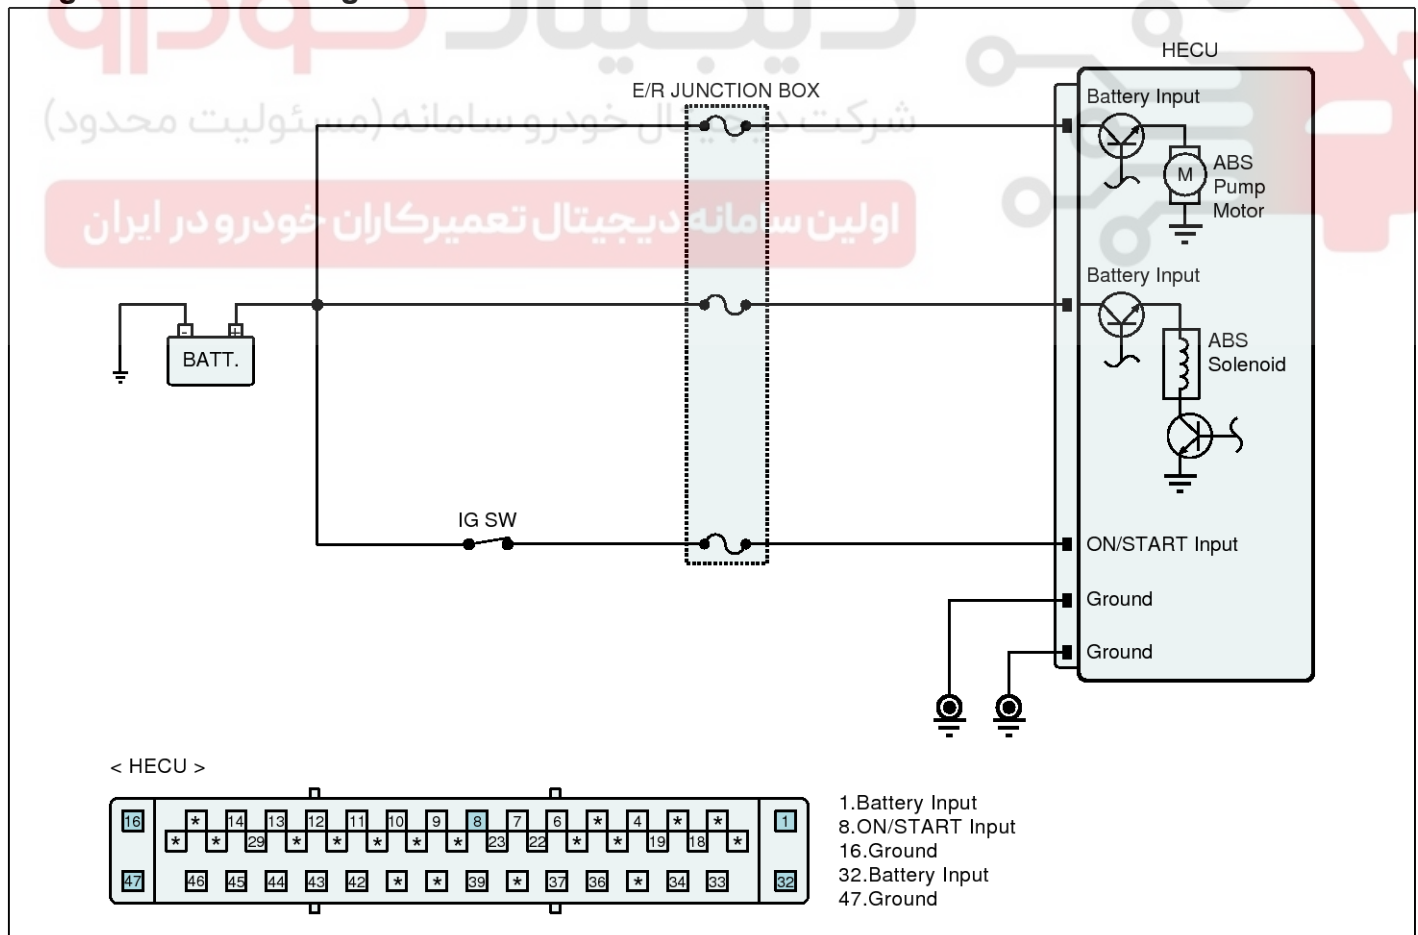 دیجیتال خودرو
شرکت دیجیتال خودرو سامانه (مسئولیت محدود)
اولین سامانه دیجیتال تعمیرکاران خودرو در ایران
HECU
E/R JUNCTION BOX
Battery Input
M
ABS
Pump
Motor
Battery Input
- +
BATT.
ABS
Solenoid
IG SW
ON/START Input
Ground
Ground
< HECU >
16 * 14 13 12 11 10 9 8 7 6 * 4 * * 1
* * 29 * * * * * 23 22 * * 19 18 *
47 46 45 44 43 42 * * 39 * 37 36 * 34 33 32
1.Battery Input
8.ON/START Input
16.Ground
32.Battery Input
47.Ground